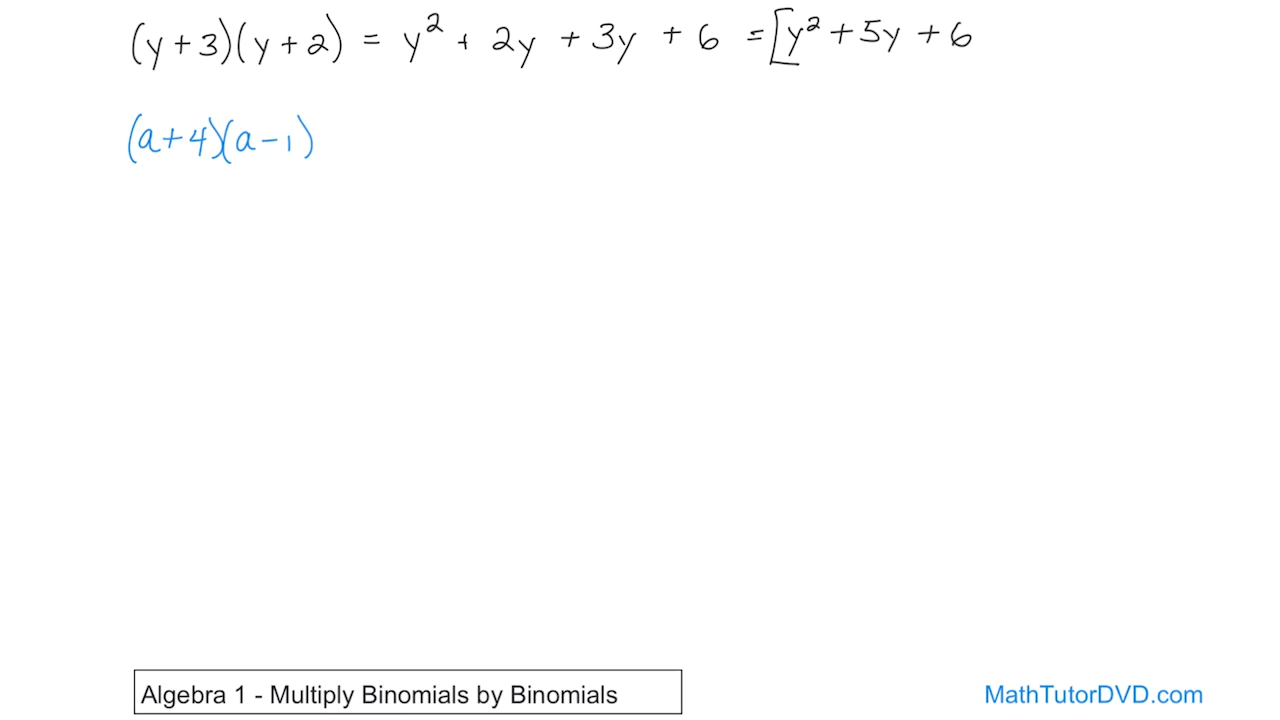 (y+3)(y+2) = y² + 2y + 3y + 6 = [y² + 5y + 6
(a+4)(a-1)
Algebra 1 - Multiply Binomials by Binomials
MathTutorDVD.com